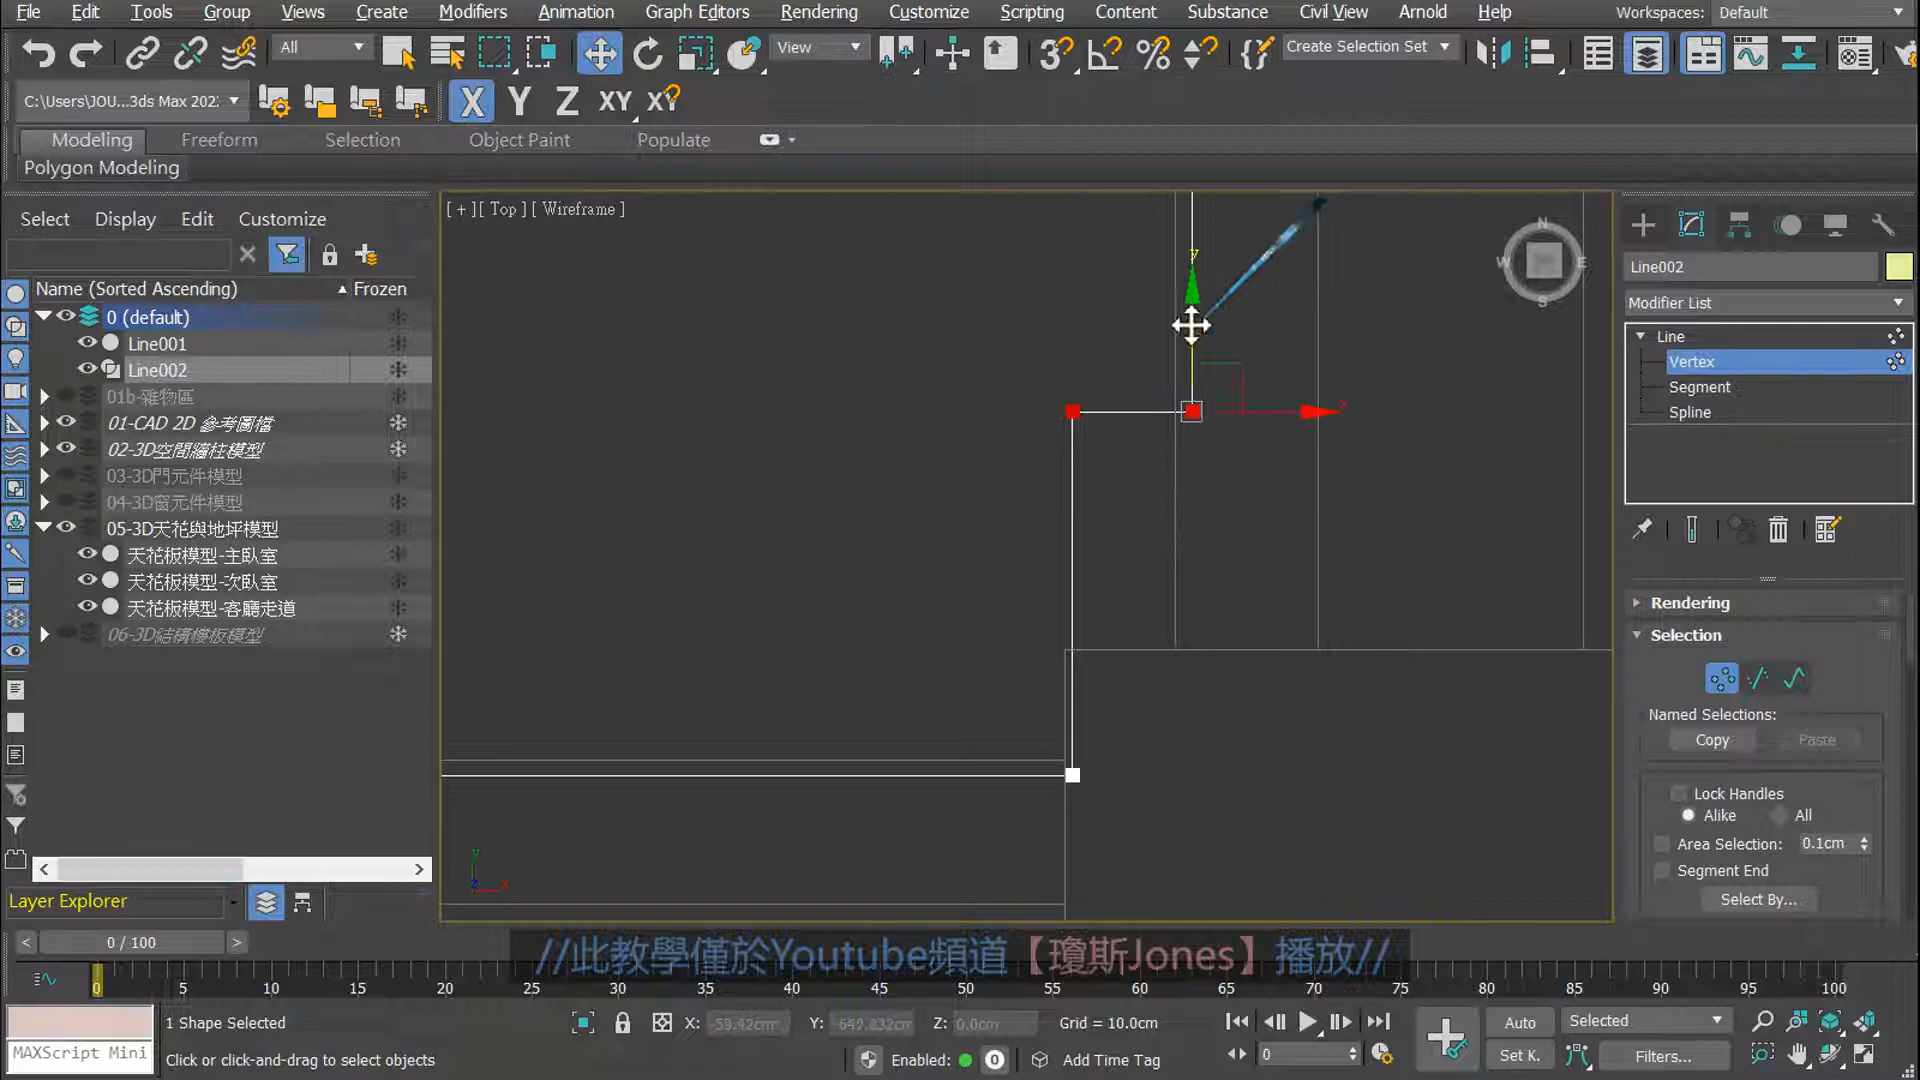 File Edit Tools Group Views Create Modifiers Animation Graph Editors Rendering Customize Scripting Content Substance Civil View Arnold Help Workspaces: Default
All View Create Selection Set
C:\Users\JOU...3ds Max 202 X Y Z XY XY
Modeling Freeform Selection Object Paint Populate
Polygon Modeling
Select Display Edit Customize
[ + ][ Top ][ Wireframe ]
Name (Sorted Ascending) Frozen
0 (default)
Line001
Line002
01b-雜物區
01-CAD 2D 參考圖檔
02-3D空間牆柱模型
03-3D門元件模型
04-3D窗元件模型
05-3D天花與地坪模型
天花板模型-主臥室
天花板模型-次臥室
天花板模型-客廳走道
06-3D結構樓板模型
Layer Explorer
y
N
W
E
S
y
x
z
Line002
Modifier List
Line
Vertex
Segment
Spline
Rendering
Selection
Named Selections:
Copy Paste
Lock Handles
Alike All
Area Selection: 0.1cm
Segment End
Select By...
0 / 100
//此教學僅於Youtube頻道【瓊斯Jones】播放//
0 5 10 15 20 25 30 35 40 45 50 55 60 65 70 75 80 85 90 95 100
1 Shape Selected
X: -59.42cm Y: Z: 0.0cm Grid = 10.0cm
Auto Selected
MAXScript Mini
Click or click-and-drag to select objects
Enabled: Add Time Tag
0
Set K. Filters...